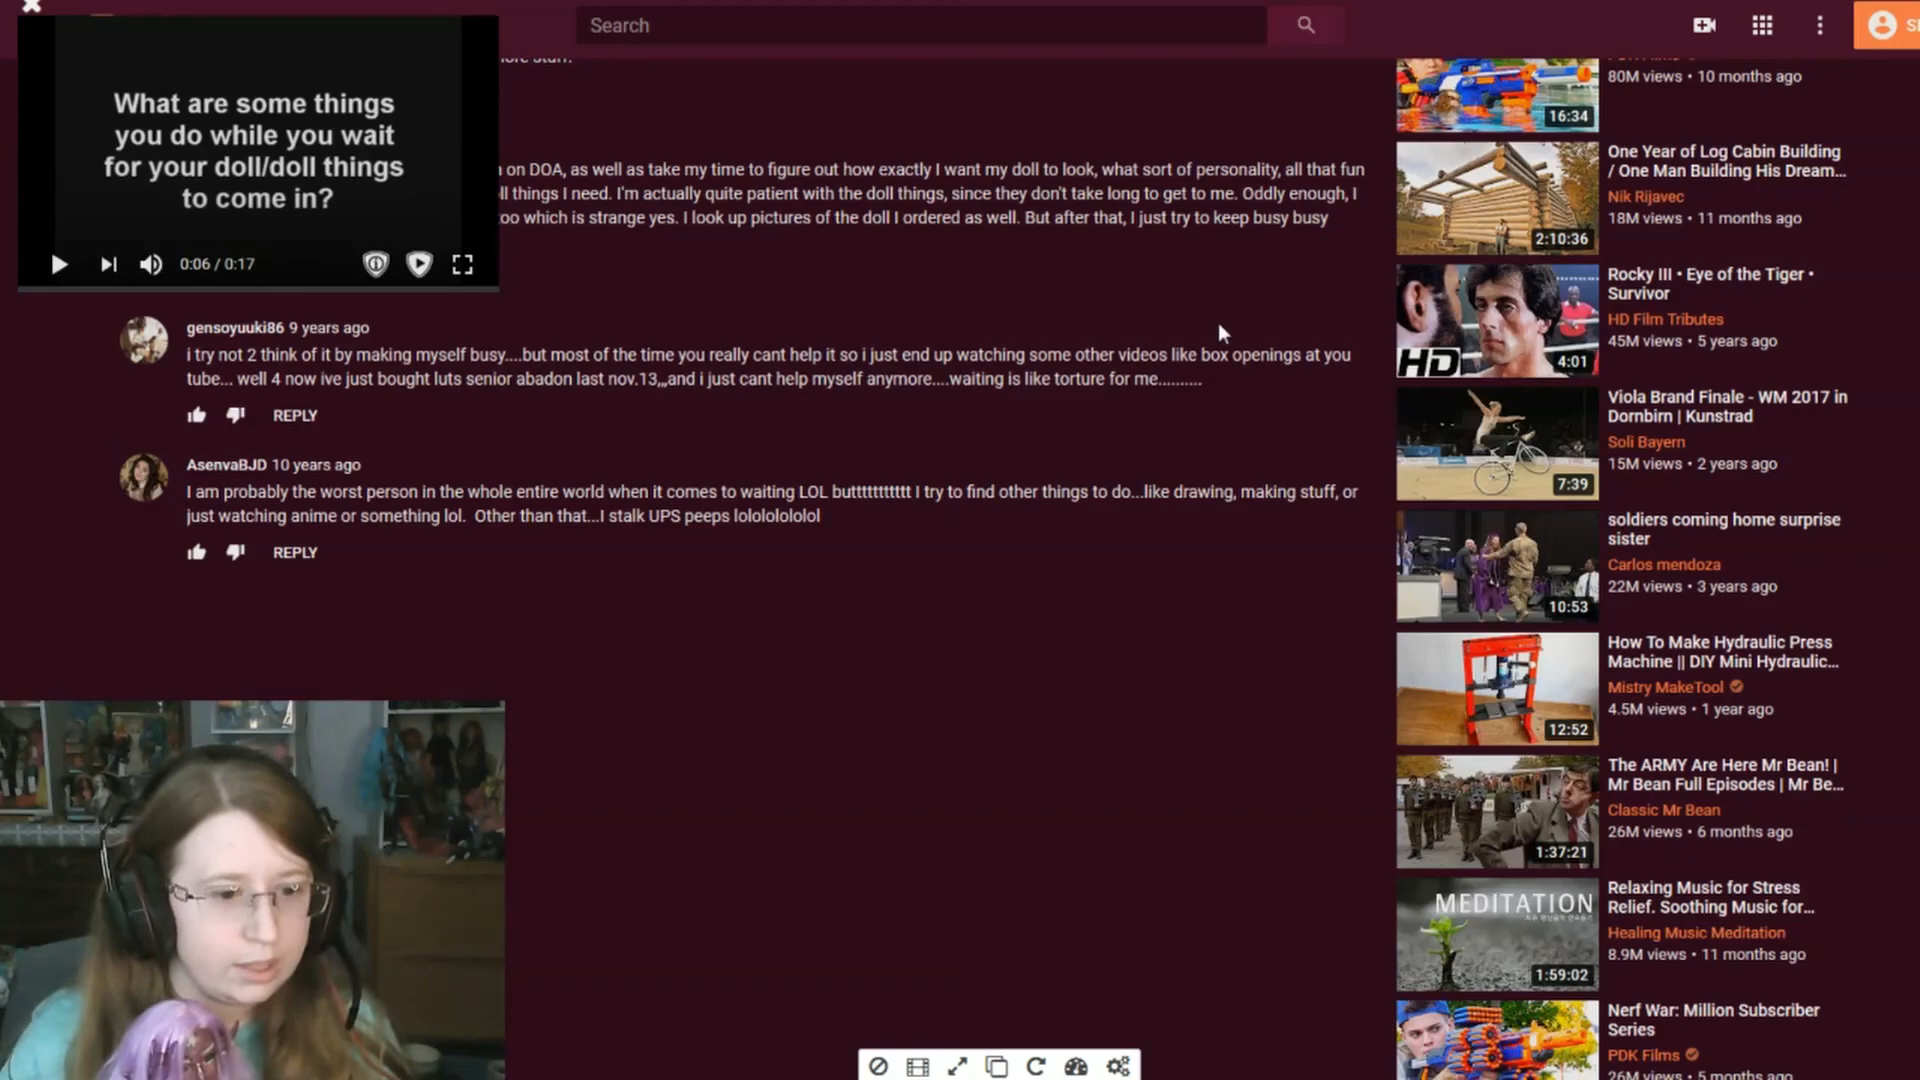 Search
What are some things
you do while you wait
for your doll/doll things
to come in?
0:06 / 0:17
on DOA, as well as take my time to figure out how exactly I want my doll to look, what sort of personality, all that fun
things I need. I'm actually quite patient with the doll things, since they don't take long to get to me. Oddly enough, I
too which is strange yes. I look up pictures of the doll I ordered as well. But after that, I just try to keep busy busy
gensoyuuki86 9 years ago
i try not 2 think of it by making myself busy....but most of the time you really cant help it so i just end up watching some other videos like box openings at you
tube... well 4 now ive just bought luts senior abadon last nov.13,,,and i just cant help myself anymore....waiting is like torture for me..........
REPLY
AsenvaBJD 10 years ago
I am probably the worst person in the whole entire world when it comes to waiting LOL butttttttttt I try to find other things to do...like drawing, making stuff, or
just watching anime or something lol.  Other than that...I stalk UPS peeps lolololololol
REPLY
80M views • 10 months ago
16:34
One Year of Log Cabin Building
/ One Man Building His Dream...
Nik Rijavec
18M views • 11 months ago
2:10:36
Rocky III • Eye of the Tiger •
Survivor
HD Film Tributes
45M views • 5 years ago
HD
4:01
Viola Brand Finale - WM 2017 in
Dornbirn | Kunstrad
Soli Bayern
15M views • 2 years ago
7:39
soldiers coming home surprise
sister
Carlos mendoza
22M views • 3 years ago
10:53
How To Make Hydraulic Press
Machine || DIY Mini Hydraulic...
Mistry MakeTool
4.5M views • 1 year ago
12:52
The ARMY Are Here Mr Bean! |
Mr Bean Full Episodes | Mr Be...
Classic Mr Bean
26M views • 6 months ago
1:37:21
Relaxing Music for Stress
Relief. Soothing Music for...
Healing Music Meditation
8.9M views • 11 months ago
MEDITATION
1:59:02
Nerf War: Million Subscriber
Series
PDK Films
26M views • 5 months ago